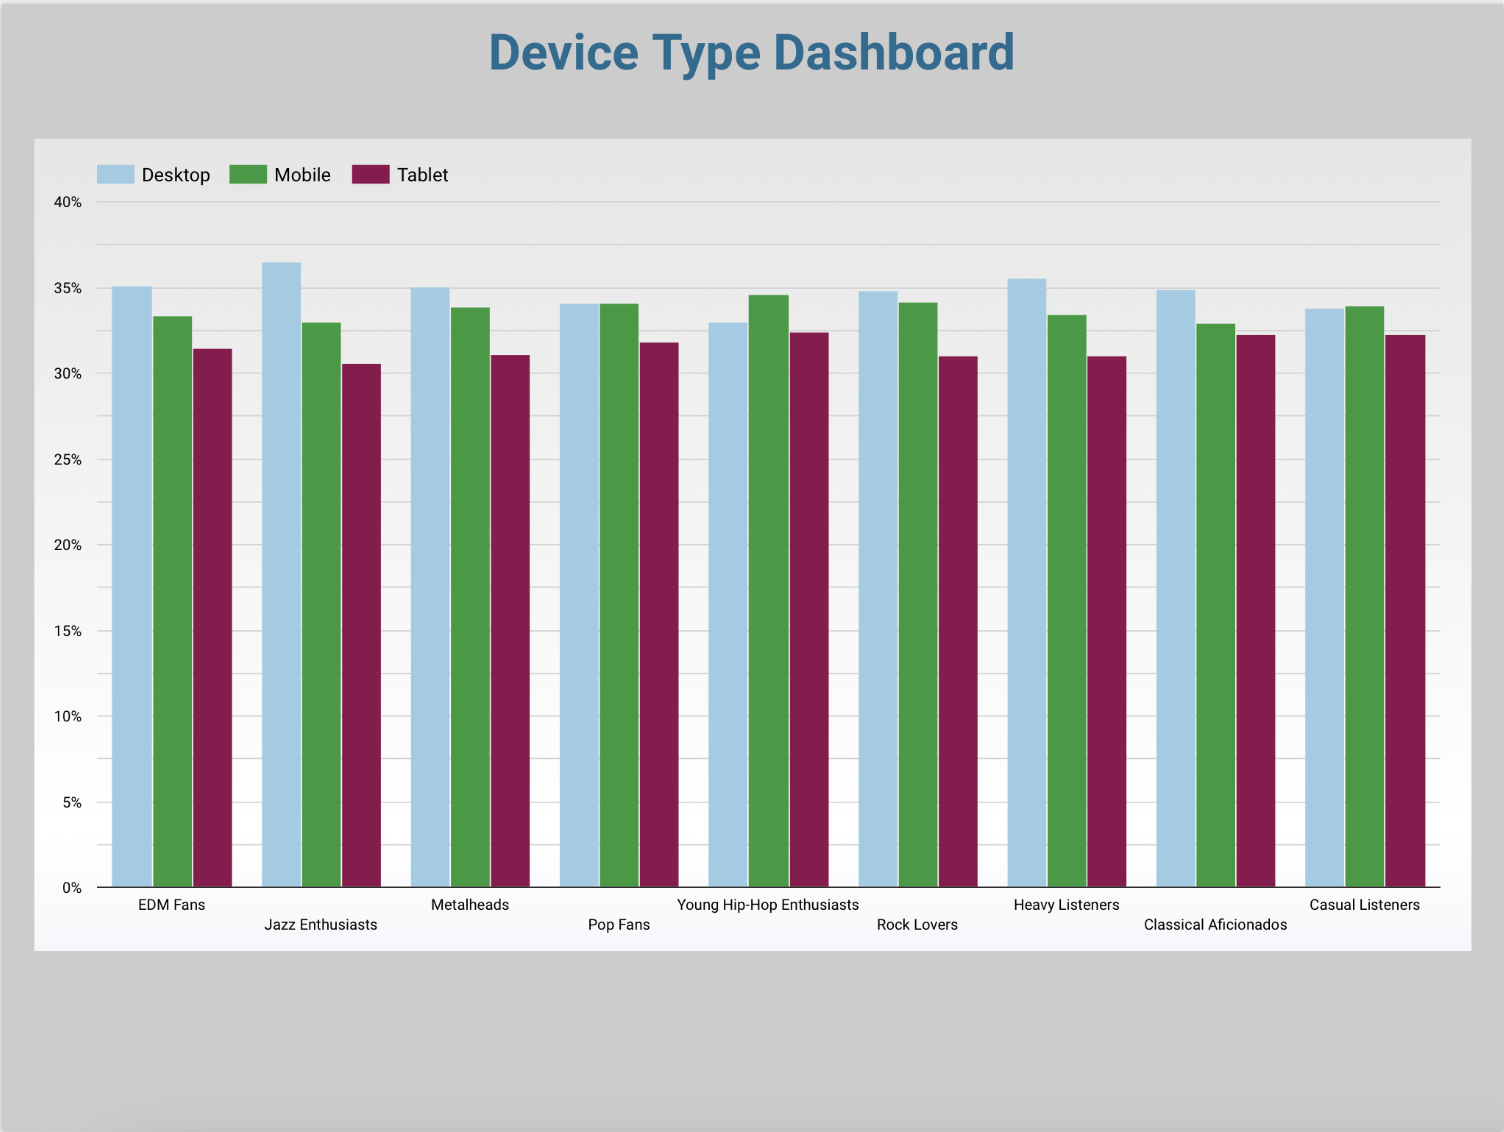 Device Type Dashboard
Desktop Mobile Tablet
40%
35%
30%
25%
20%
15%
10%
5%
0%
EDM Fans Metalheads Young Hip-Hop Enthusiasts Heavy Listeners Casual Listeners
Jazz Enthusiasts Pop Fans Rock Lovers Classical Aficionados